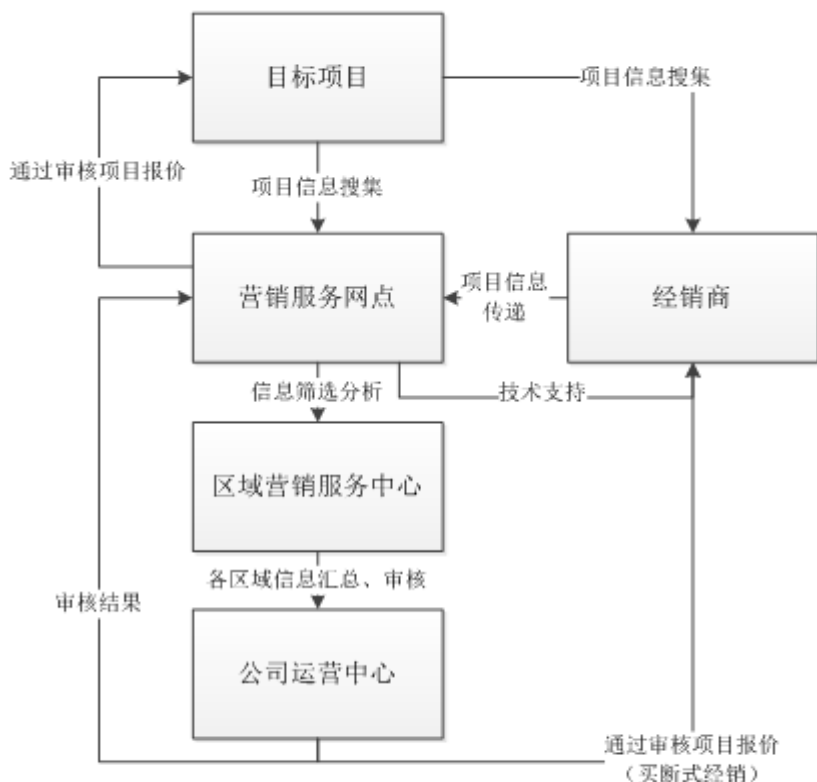 目标项目
项目信息搜集
通过审核项目报价
项目信息搜集
营销服务网点
项目信息
传递
经销商
信息筛选分析
技术支持
区域营销服务中心
各区域信息汇总、审核
审核结果
公司运营中心
通过审核项目报价
（买断式经销）